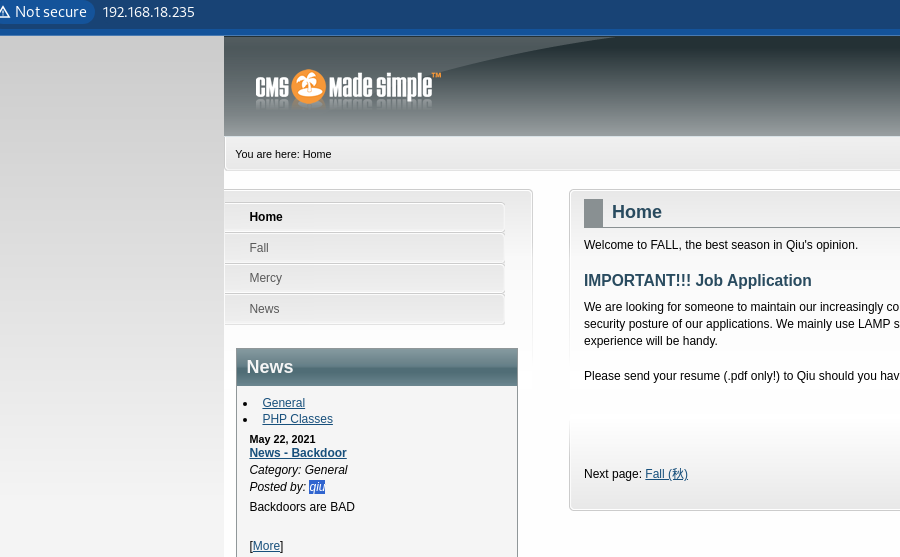 Not secure 192.168.18.235
CMS made simple™
You are here: Home
Home
Fall
Mercy
News
News
General
PHP Classes
May 22, 2021
News - Backdoor
Category: General
Posted by: qiu
Backdoors are BAD
[More]
Home
Welcome to FALL, the best season in Qiu's opinion.
IMPORTANT!!! Job Application
We are looking for someone to maintain our increasingly co
security posture of our applications. We mainly use LAMP s
experience will be handy.
Please send your resume (.pdf only!) to Qiu should you hav
Next page: Fall (秋)